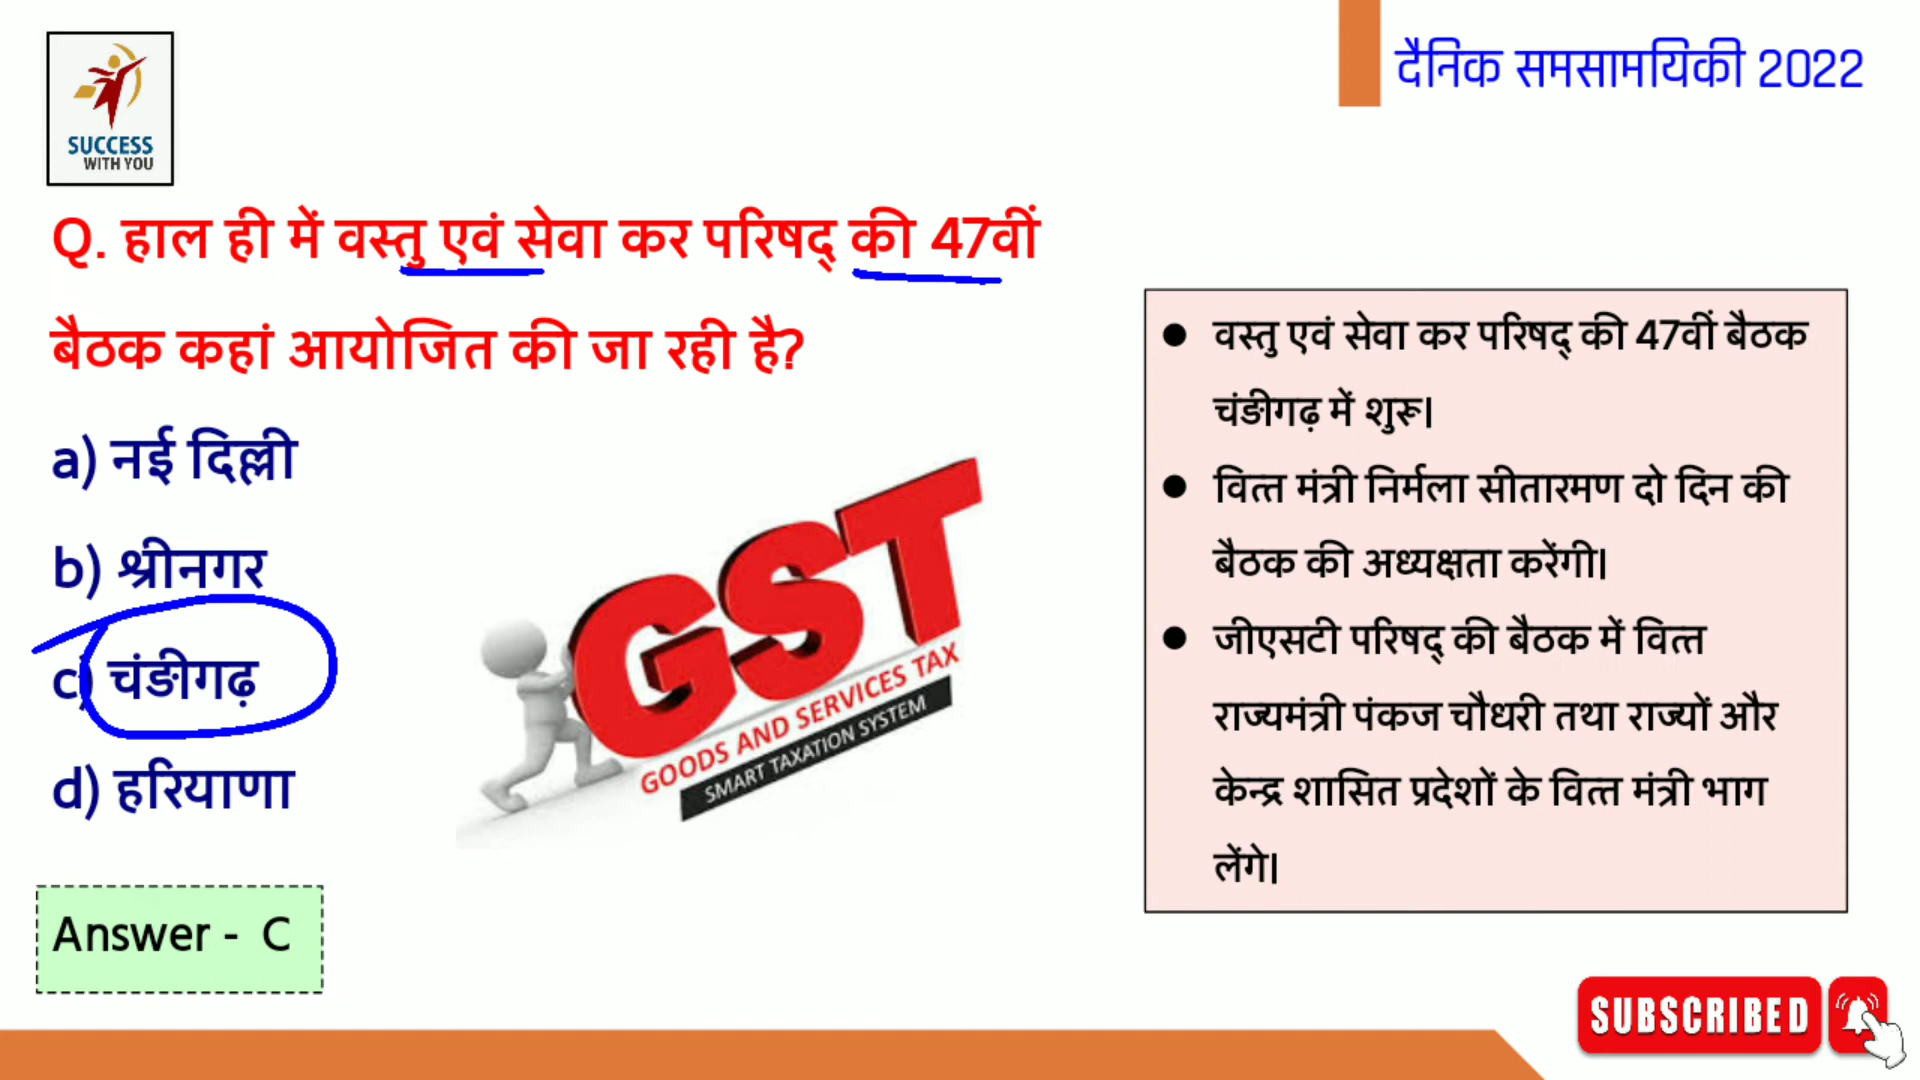 SUCCESS
WITH YOU
दैनिक समसामयिकी 2022
Q. हाल ही में वस्तु एवं सेवा कर परिषद् की 47वीं
बैठक कहां आयोजित की जा रही है?
a) नई दिल्ली
b) श्रीनगर
c) चंडीगढ़
d) हरियाणा
Answer - C
GST
GOODS AND SERVICES TAX
SMART TAXATION SYSTEM
● वस्तु एवं सेवा कर परिषद् की 47वीं बैठक
चंडीगढ़ में शुरू।
● वित्त मंत्री निर्मला सीतारमण दो दिन की
बैठक की अध्यक्षता करेंगी।
● जीएसटी परिषद् की बैठक में वित्त
राज्यमंत्री पंकज चौधरी तथा राज्यों और
केन्द्र शासित प्रदेशों के वित्त मंत्री भाग
लेंगे।
SUBSCRIBED